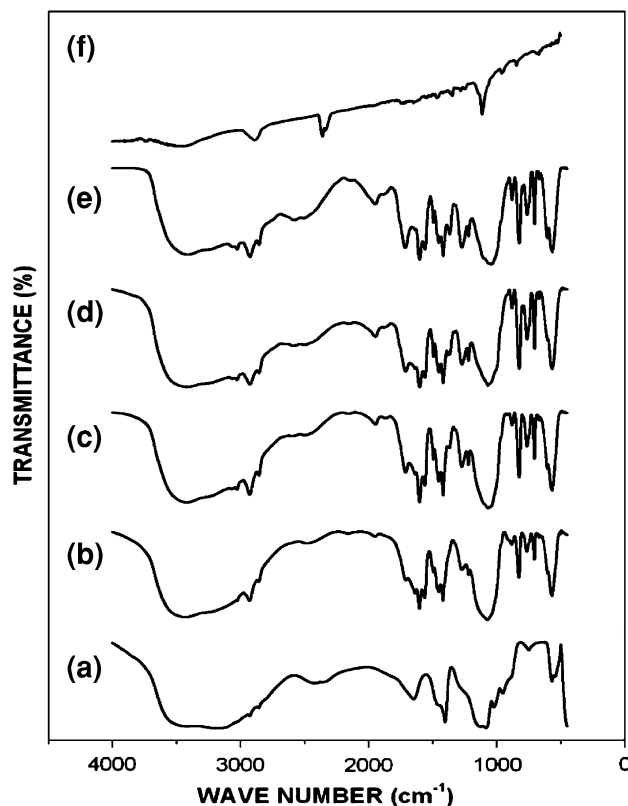 (f)
(e)
(d)
(c)
(b)
(a)
TRANSMITTANCE (%)
4000 3000 2000 1000 0
WAVE NUMBER (cm⁻¹)